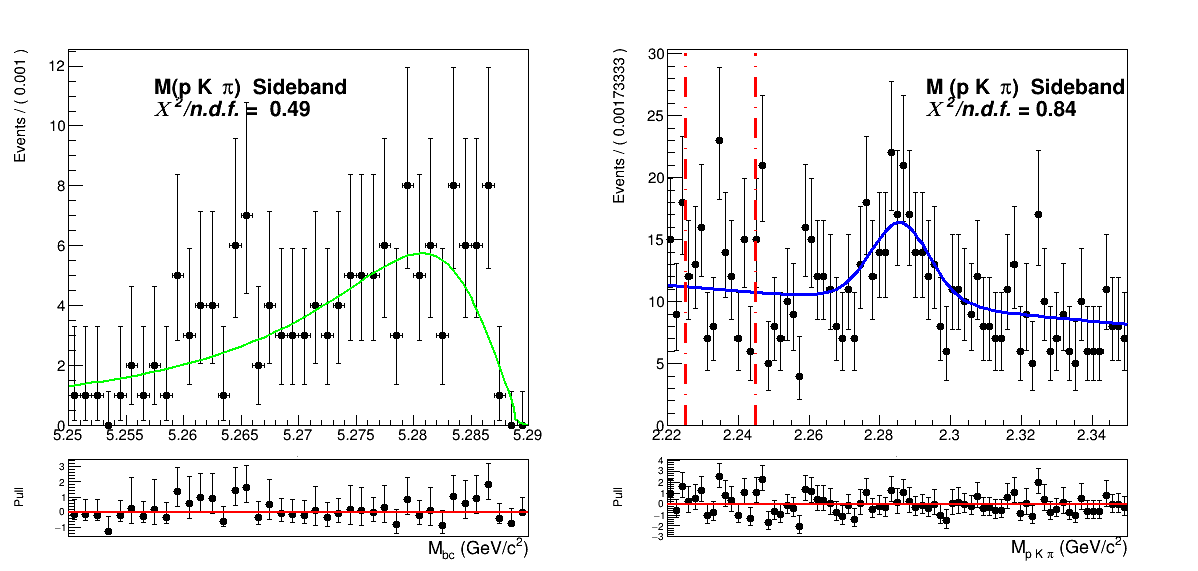 M(p K π) Sideband
χ²/n.d.f. = 0.49
Events / ( 0.001 )
12
10
8
6
4
2
0
5.25 5.255 5.26 5.265 5.27 5.275 5.28 5.285 5.29
Pull
3
2
1
0
−1
M_bc (GeV/c²)
M (p K π) Sideband
χ²/n.d.f. = 0.84
Events / ( 0.00173333 )
30
25
20
15
10
5
0
2.22 2.24 2.26 2.28 2.3 2.32 2.34
Pull
4
3
2
1
0
−1
−2
−3
M_p K π (GeV/c²)